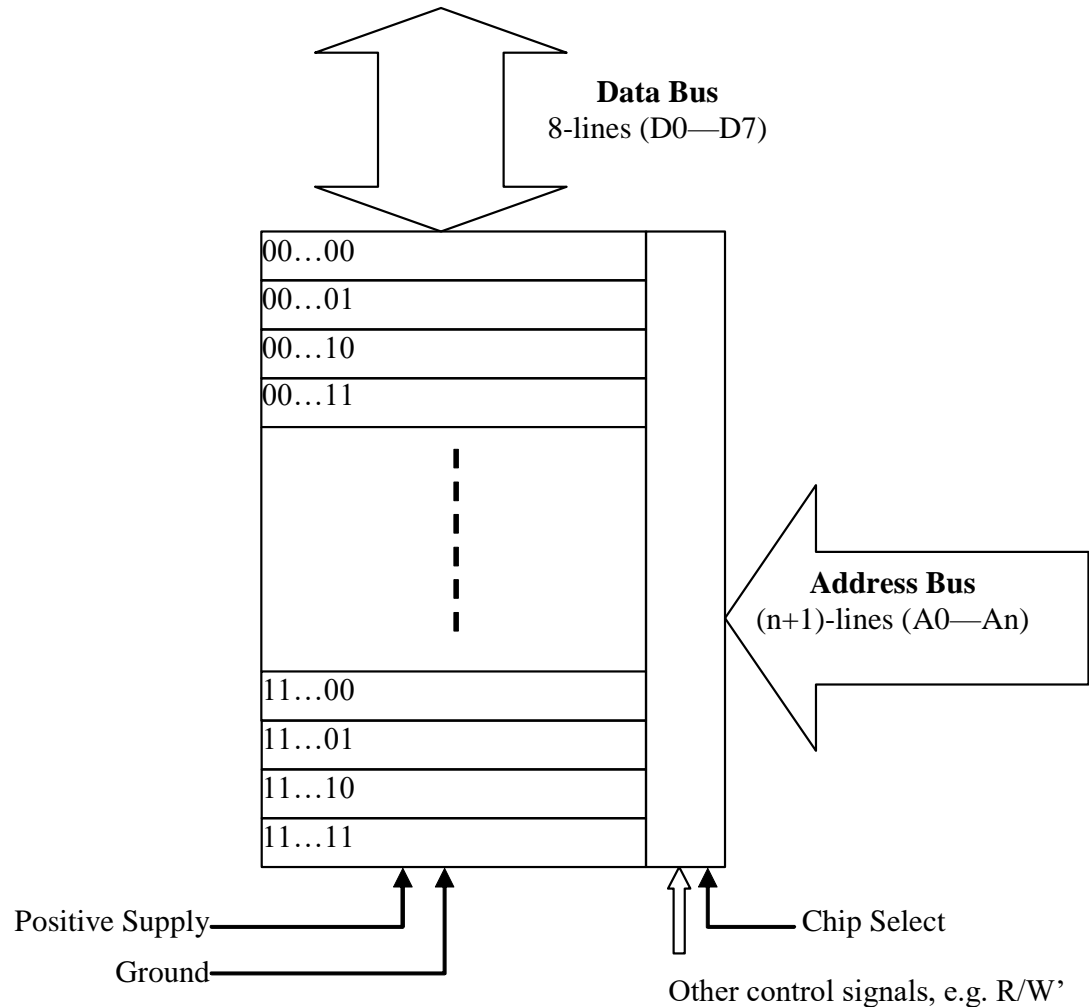 Data Bus
8-lines (D0—D7)
00…00
00…01
00…10
00…11
Address Bus
(n+1)-lines (A0—An)
11…00
11…01
11…10
11…11
Positive Supply
Chip Select
Ground
Other control signals, e.g. R/W’